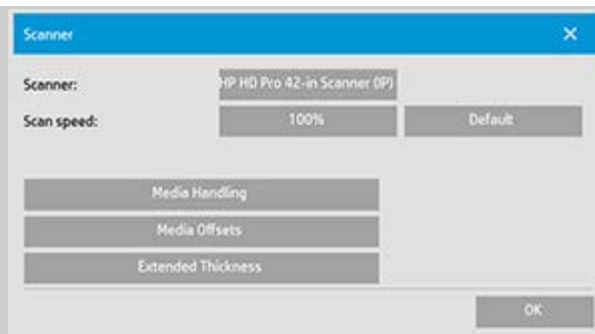 Scanner
Scanner: HP HD Pro 42-in Scanner (IP)
Scan speed: 100% Default
Media Handling
Media Offsets
Extended Thickness
OK